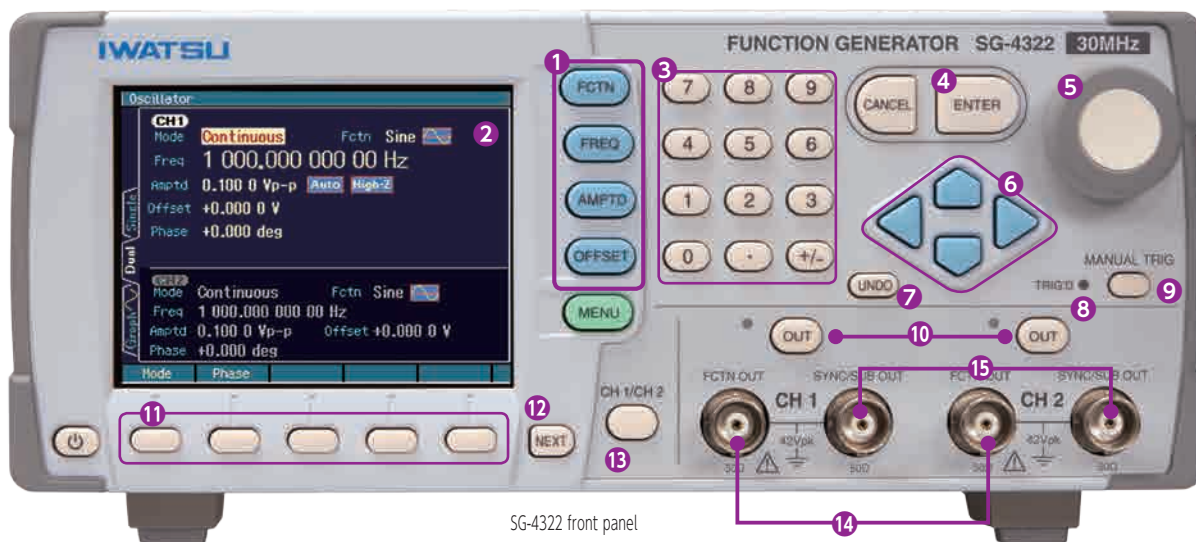 IWATSU
FUNCTION GENERATOR SG-4322 30MHz
Oscillator
CH1
Mode Continuous Fctn Sine
Freq 1 000.000 000 00 Hz
Amptd 0.100 0 Vp-p Auto High-Z
Offset +0.000 0 V
Phase +0.000 deg
Single
Dual
Graph
CH2
Mode Continuous Fctn Sine
Freq 1 000.000 000 00 Hz
Amptd 0.100 0 Vp-p Offset +0.000 0 V
Phase +0.000 deg
Mode Phase
2
1
FCTN
FREQ
AMPTD
OFFSET
MENU
3
7 8 9
4 5 6
1 2 3
0 . +/-
4
CANCEL ENTER
5
6
UNDO
7
MANUAL TRIG
TRIG'D
8
9
OUT 10 OUT
15
FCTN OUT SYNC/SUB OUT FCTN OUT SYNC/SUB OUT
CH 1 CH 2
42Vpk 42Vpk
50Ω 50Ω 50Ω 50Ω
14
CH 1/CH 2
13
11
12
NEXT
SG-4322 front panel